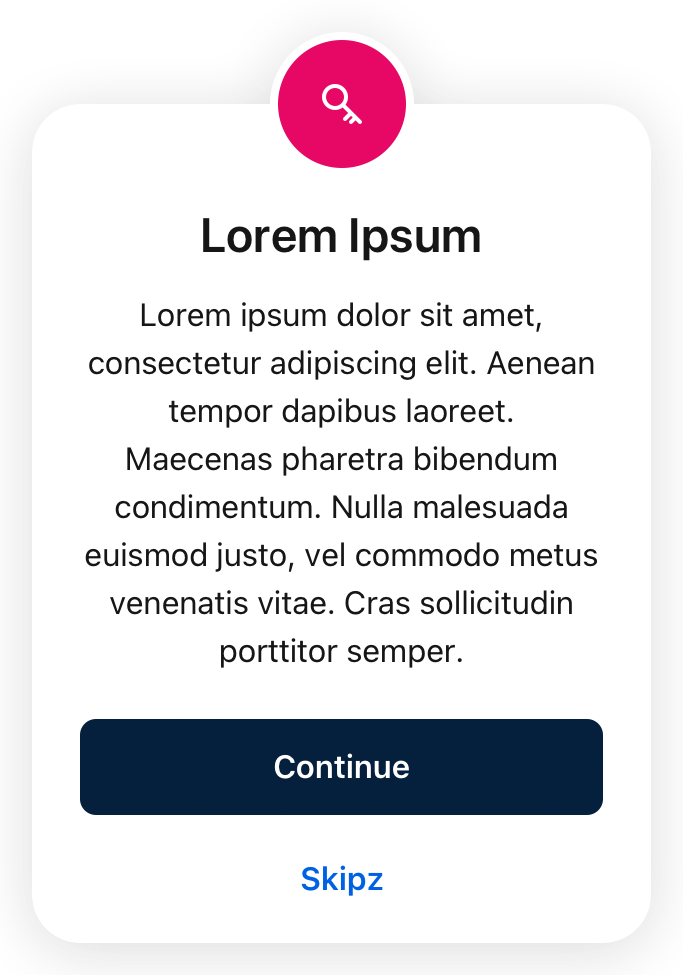 Lorem Ipsum
Lorem ipsum dolor sit amet,
consectetur adipiscing elit. Aenean
tempor dapibus laoreet.
Maecenas pharetra bibendum
condimentum. Nulla malesuada
euismod justo, vel commodo metus
venenatis vitae. Cras sollicitudin
porttitor semper.
Continue
Skipz